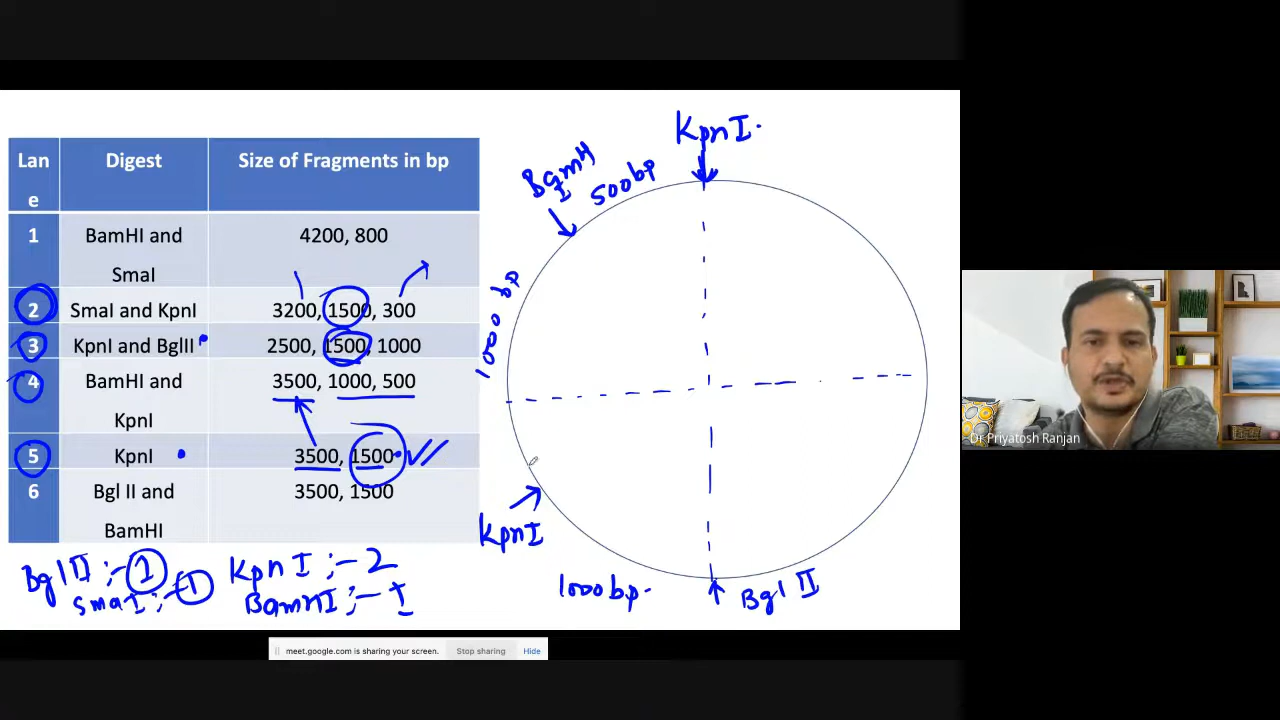 Lan e Digest Size of Fragments in bp
1 BamHI and SmaI 4200, 800
2 SmaI and KpnI 3200, 1500, 300
3 KpnI and BglII 2500, 1500, 1000
4 BamHI and KpnI 3500, 1000, 500
5 KpnI 3500, 1500
6 Bgl II and BamHI 3500, 1500
BglII ;- 1
SmaI ;- 1
KpnI ;- 2
BamHI ;- 1
KpnI
BamH I
500bp
1000 bp
KpnI
1000bp
Bgl II
Dr Priyatosh Ranjan
meet.google.com is sharing your screen. Stop sharing Hide